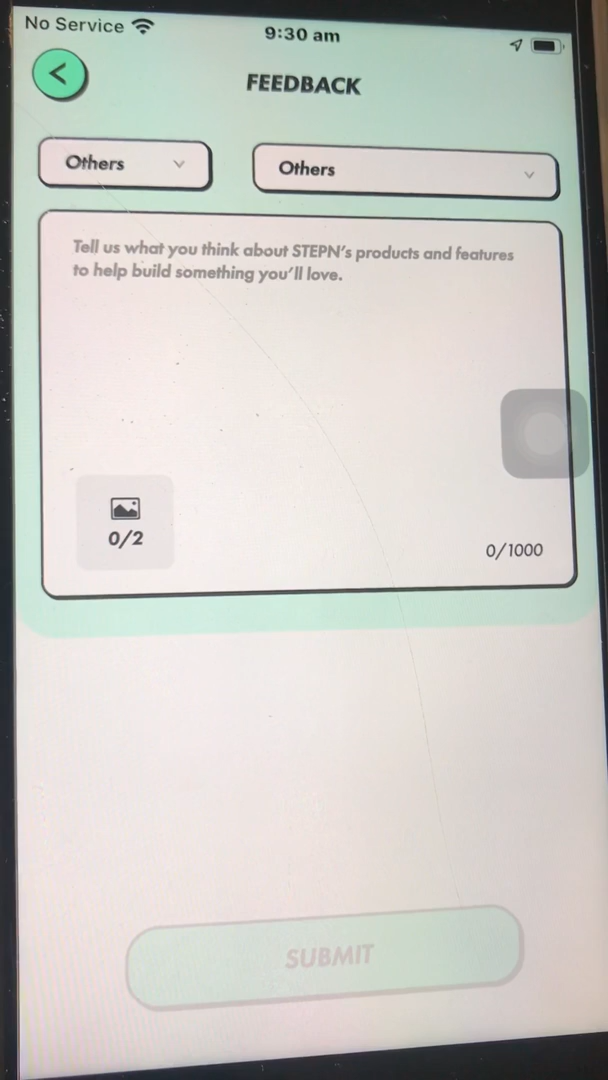 No Service
9:30 am
FEEDBACK
Others
Others
Tell us what you think about STEPN's products and features
to help build something you'll love.
0/2
0/1000
SUBMIT